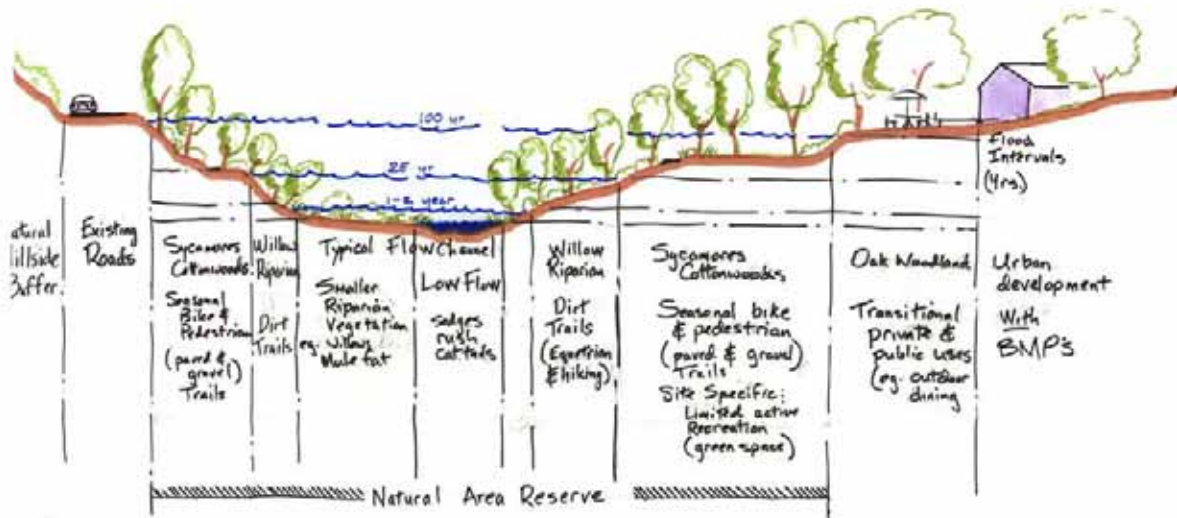 100 yr
25 yr
1-2 year
Flood
Intervals
(Yrs.)
atural
illside
Buffer
Existing
Roads
Sycamores
Cottonwoods
Seasonal
Bike &
Pedestrian
(paved &
gravel)
Trails
Willow
Riparian
Dirt
Trails
Typical Flow Channel
Smaller
Riparian
Vegetation
eg. Willows
Mule fat
Low Flow
sedges
rush
cattails
Willow
Riparian
Dirt
Trails
(Equestrian
& hiking)
Sycamores
Cottonwoods
Seasonal bike
& pedestrian
(paved & gravel)
Trails
Site Specific:
Limited active
Recreation
(green-space)
Oak Woodland
Transitional
private &
public uses
(eg. outdoor
dining
Urban
development
With
BMP's
Natural Area Reserve